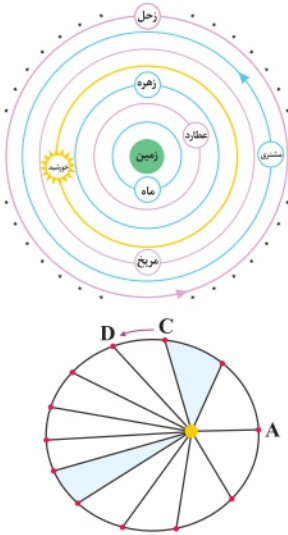 زحل
زهره
عطارد
زمین
مشتری
خورشید
ماه
مریخ
D
C
A